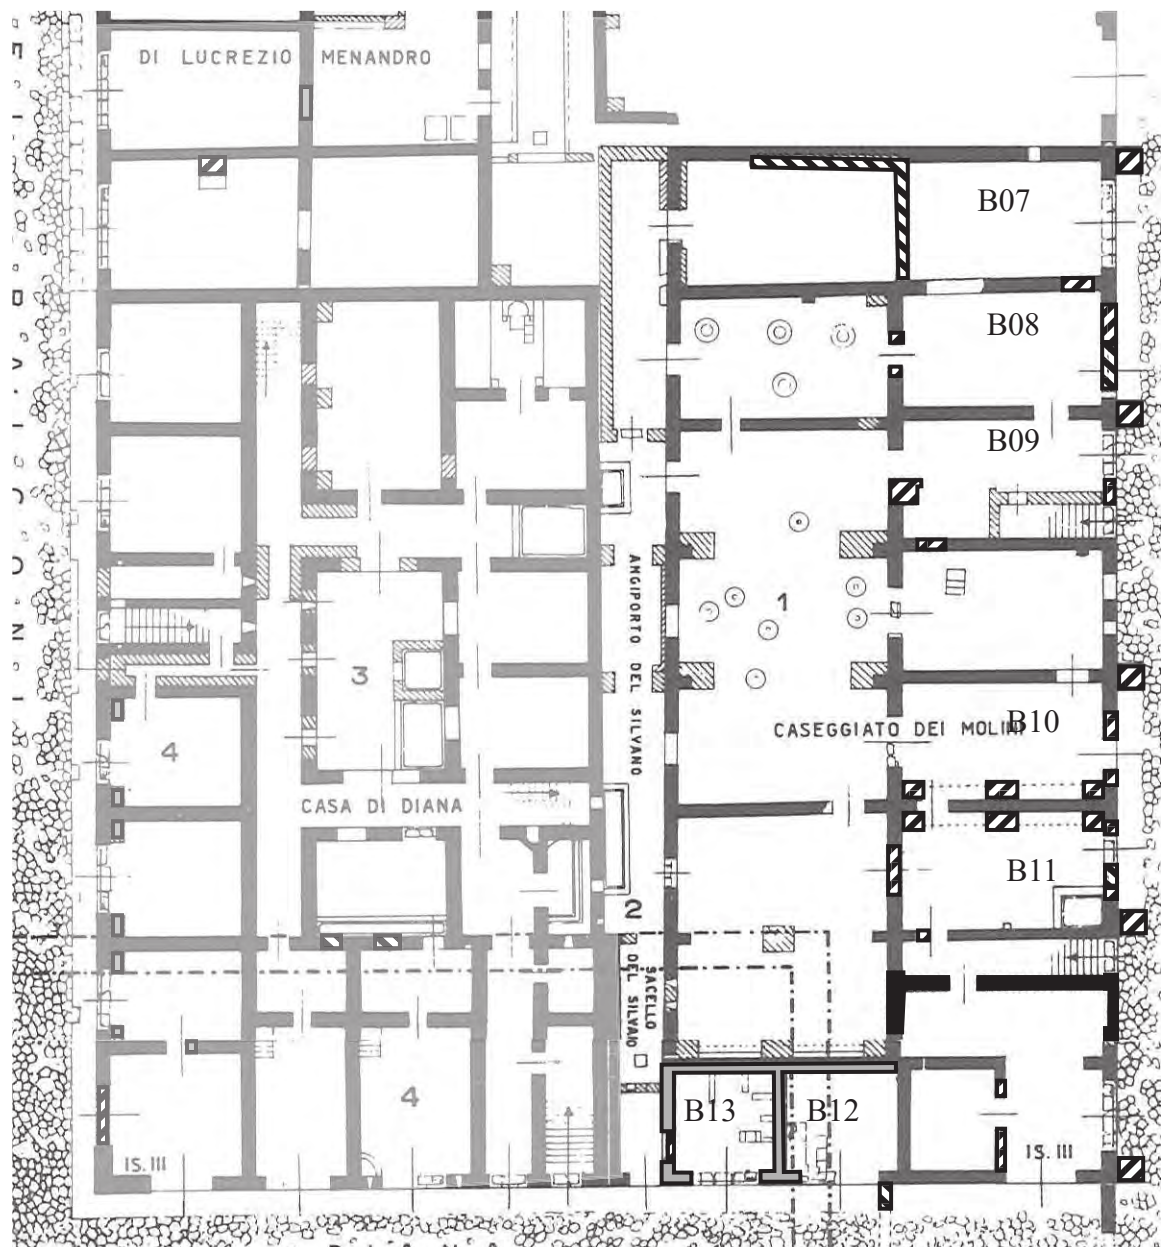 DI LUCREZIO MENANDRO
B07
B08
B09
1
ANGIPORTO DEL SILVANO
3
4
B10
CASEGGIATO DEI MOLINI
CASA DI DIANA
B11
2
SACELLO
DEL SILVAIO
B13
B12
4
IS. III
IS. III